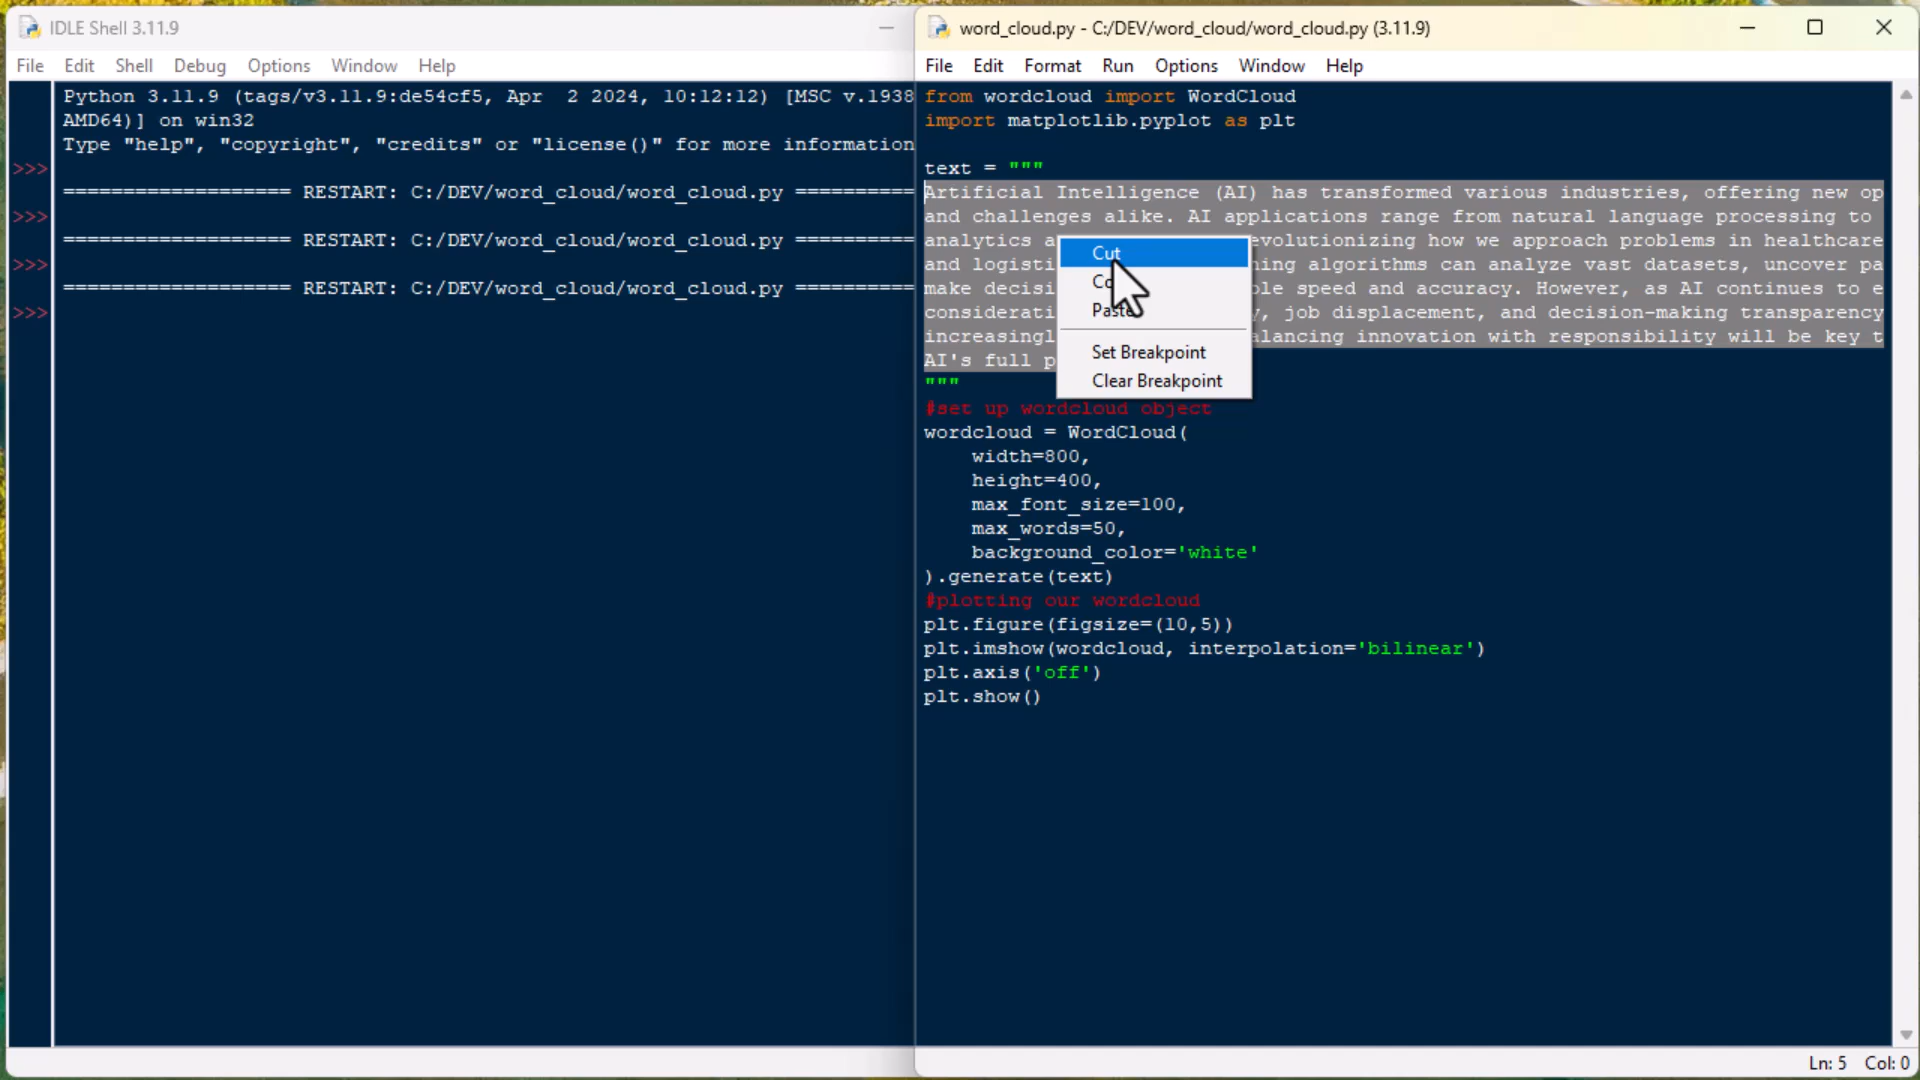 IDLE Shell 3.11.9
File Edit Shell Debug Options Window Help
Python 3.11.9 (tags/v3.11.9:de54cf5, Apr  2 2024, 10:12:12) [MSC v.1938
AMD64)] on win32
Type "help", "copyright", "credits" or "license()" for more information
>>>
=================== RESTART: C:/DEV/word_cloud/word_cloud.py ==========
>>>
=================== RESTART: C:/DEV/word_cloud/word_cloud.py ==========
>>>
=================== RESTART: C:/DEV/word_cloud/word_cloud.py ==========
>>>
word_cloud.py - C:/DEV/word_cloud/word_cloud.py (3.11.9)
File Edit Format Run Options Window Help
from wordcloud import WordCloud
import matplotlib.pyplot as plt
text = """
Artificial Intelligence (AI) has transformed various industries, offering new op
and challenges alike. AI applications range from natural language processing to
analytics a evolutionizing how we approach problems in healthcare
and logisti ning algorithms can analyze vast datasets, uncover pa
make decisi ble speed and accuracy. However, as AI continues to e
considerati y, job displacement, and decision-making transparency
increasingl alancing innovation with responsibility will be key t
AI's full p
"""
Cut
Paste
Set Breakpoint
Clear Breakpoint
#set up wordcloud object
wordcloud = WordCloud(
    width=800,
    height=400,
    max_font_size=100,
    max_words=50,
    background_color='white'
).generate(text)
#plotting our wordcloud
plt.figure(figsize=(10,5))
plt.imshow(wordcloud, interpolation='bilinear')
plt.axis('off')
plt.show()
Ln: 5 Col: 0